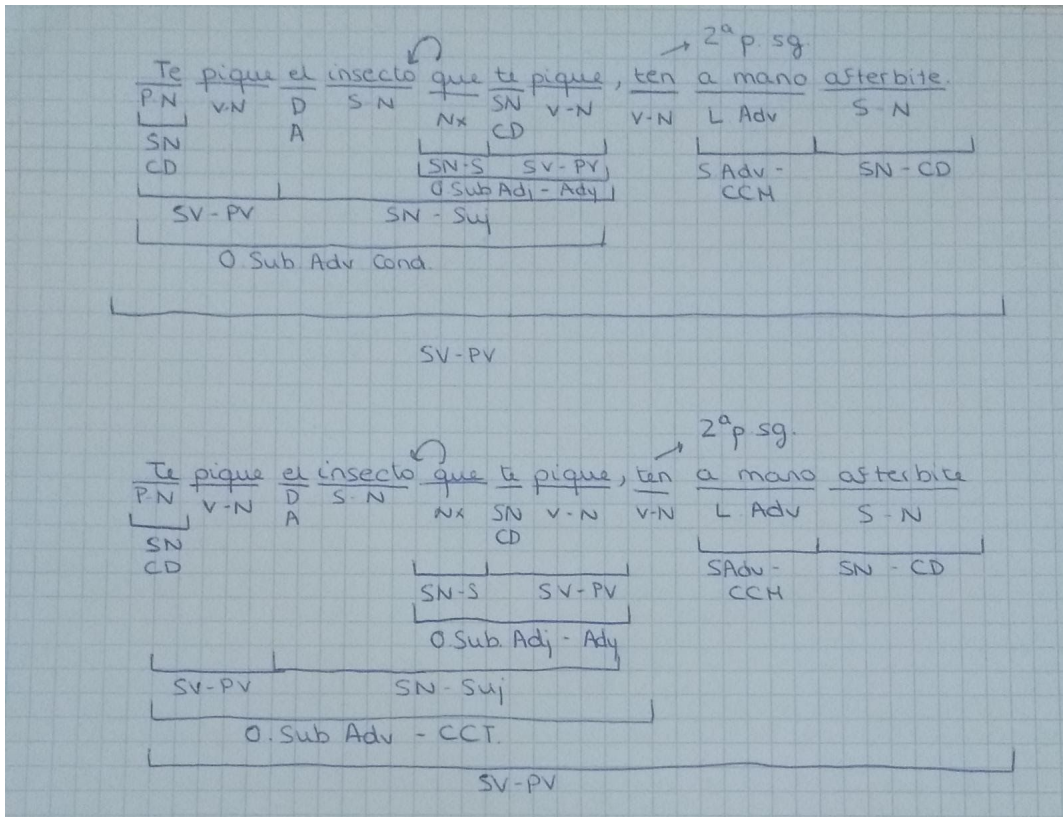 2ª p. sg.
Te pique el insecto que te pique, ten a mano afterbite.
P-N V-N D S-N Nx SN V-N V-N L Adv S-N
A CD
SN SN-S SV-PV SAdv- SN-CD
CD O Sub Adj-Ady CCM
SV-PV SN-Suj
O. Sub Adv Cond.
SV-PV
2ª p sg.
Te pique el insecto que te pique, ten a mano afterbite
P-N V-N D S-N Nx SN V-N V-N L. Adv S-N
A CD
SN SAdv- SN-CD
CD SN-S SV-PV CCM
O. Sub. Adj-Ady
SV-PV SN-Suj
O. Sub Adv - CCT.
SV-PV